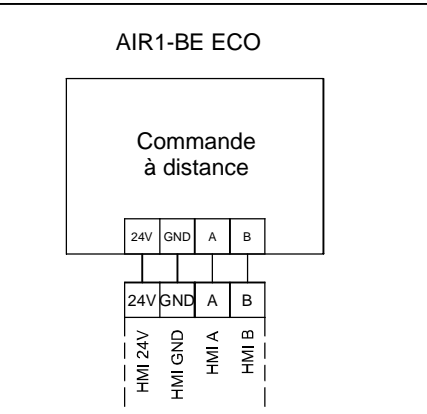 AIR1-BE ECO
Commande
à distance
24V GND A B
24V GND A B
HMI 24V HMI GND HMI A HMI B